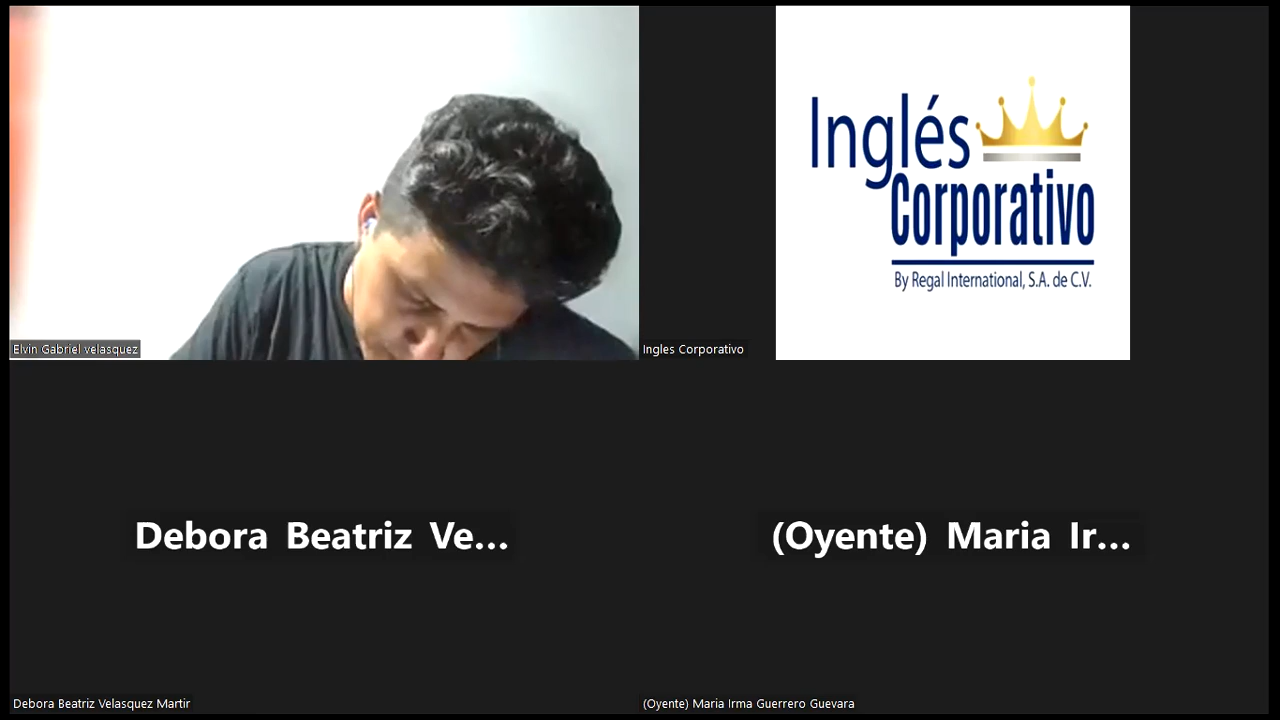 Inglés
Corporativo
By Regal International, S.A. de C.V.
Elvin Gabriel velasquez
Ingles Corporativo
Debora Beatriz Ve...
(Oyente) Maria Ir...
Debora Beatriz Velasquez Martir
(Oyente) Maria Irma Guerrero Guevara